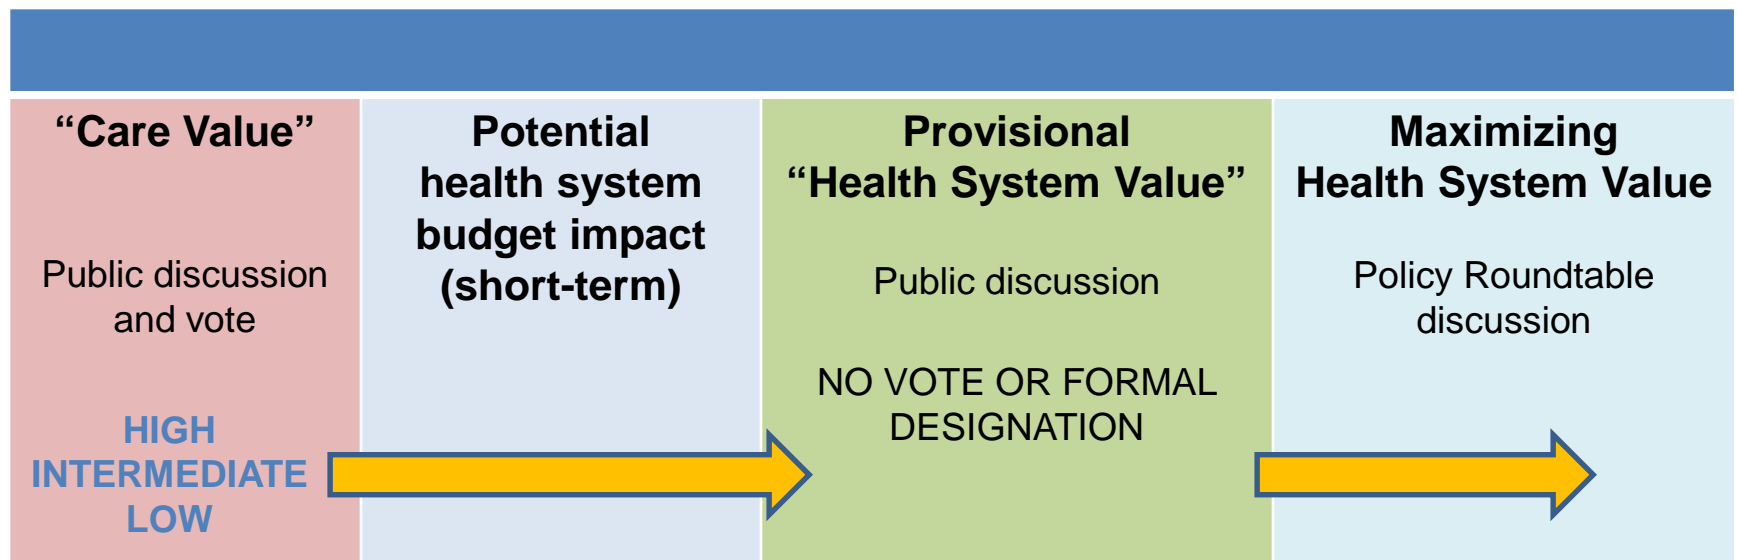 “Care Value”
Public discussion
and vote
HIGH
INTERMEDIATE
LOW
Potential
health system
budget impact
(short-term)
Provisional
“Health System Value”
Public discussion
NO VOTE OR FORMAL
DESIGNATION
Maximizing
Health System Value
Policy Roundtable
discussion